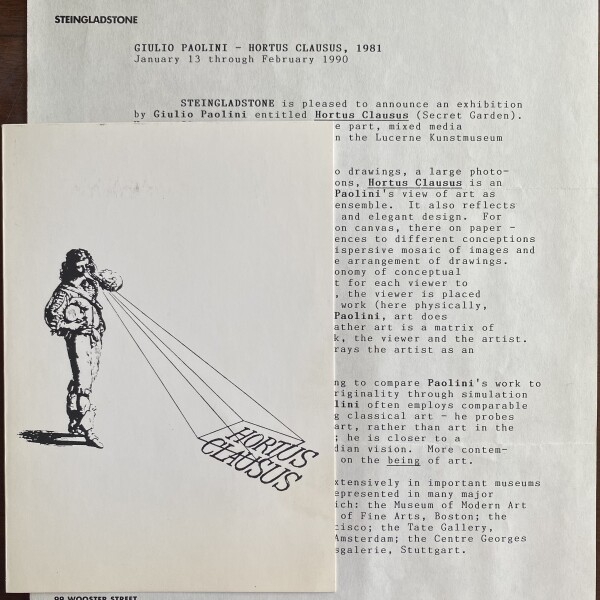 STEINGLADSTONE
GIULIO PAOLINI - HORTUS CLAUSUS, 1981
January 13 through February 1990
STEINGLADSTONE is pleased to announce an exhibition
by Giulio Paolini entitled Hortus Clausus (Secret Garden).
e part, mixed media
n the Lucerne Kunstmuseum
o drawings, a large photo-
ons, Hortus Clausus is an
Paolini's view of art as
ensemble. It also reflects
and elegant design. For
on canvas, there on paper -
ences to different conceptions
ispersive mosaic of images and
e arrangement of drawings.
onomy of conceptual
t for each viewer to
, the viewer is placed
work (here physically,
Paolini, art does
ather art is a matrix of
k, the viewer and the artist.
rays the artist as an
ng to compare Paolini's work to
riginality through simulation
lini often employs comparable
g classical art - he probes
art, rather than art in the
; he is closer to a
dian vision. More contem-
on the being of art.
xtensively in important museums
epresented in many major
ich: the Museum of Modern Art
of Fine Arts, Boston; the
cisco; the Tate Gallery,
Amsterdam; the Centre Georges
sgalerie, Stuttgart.
HORTUS
CLAUSUS
99 WOOSTER STREET